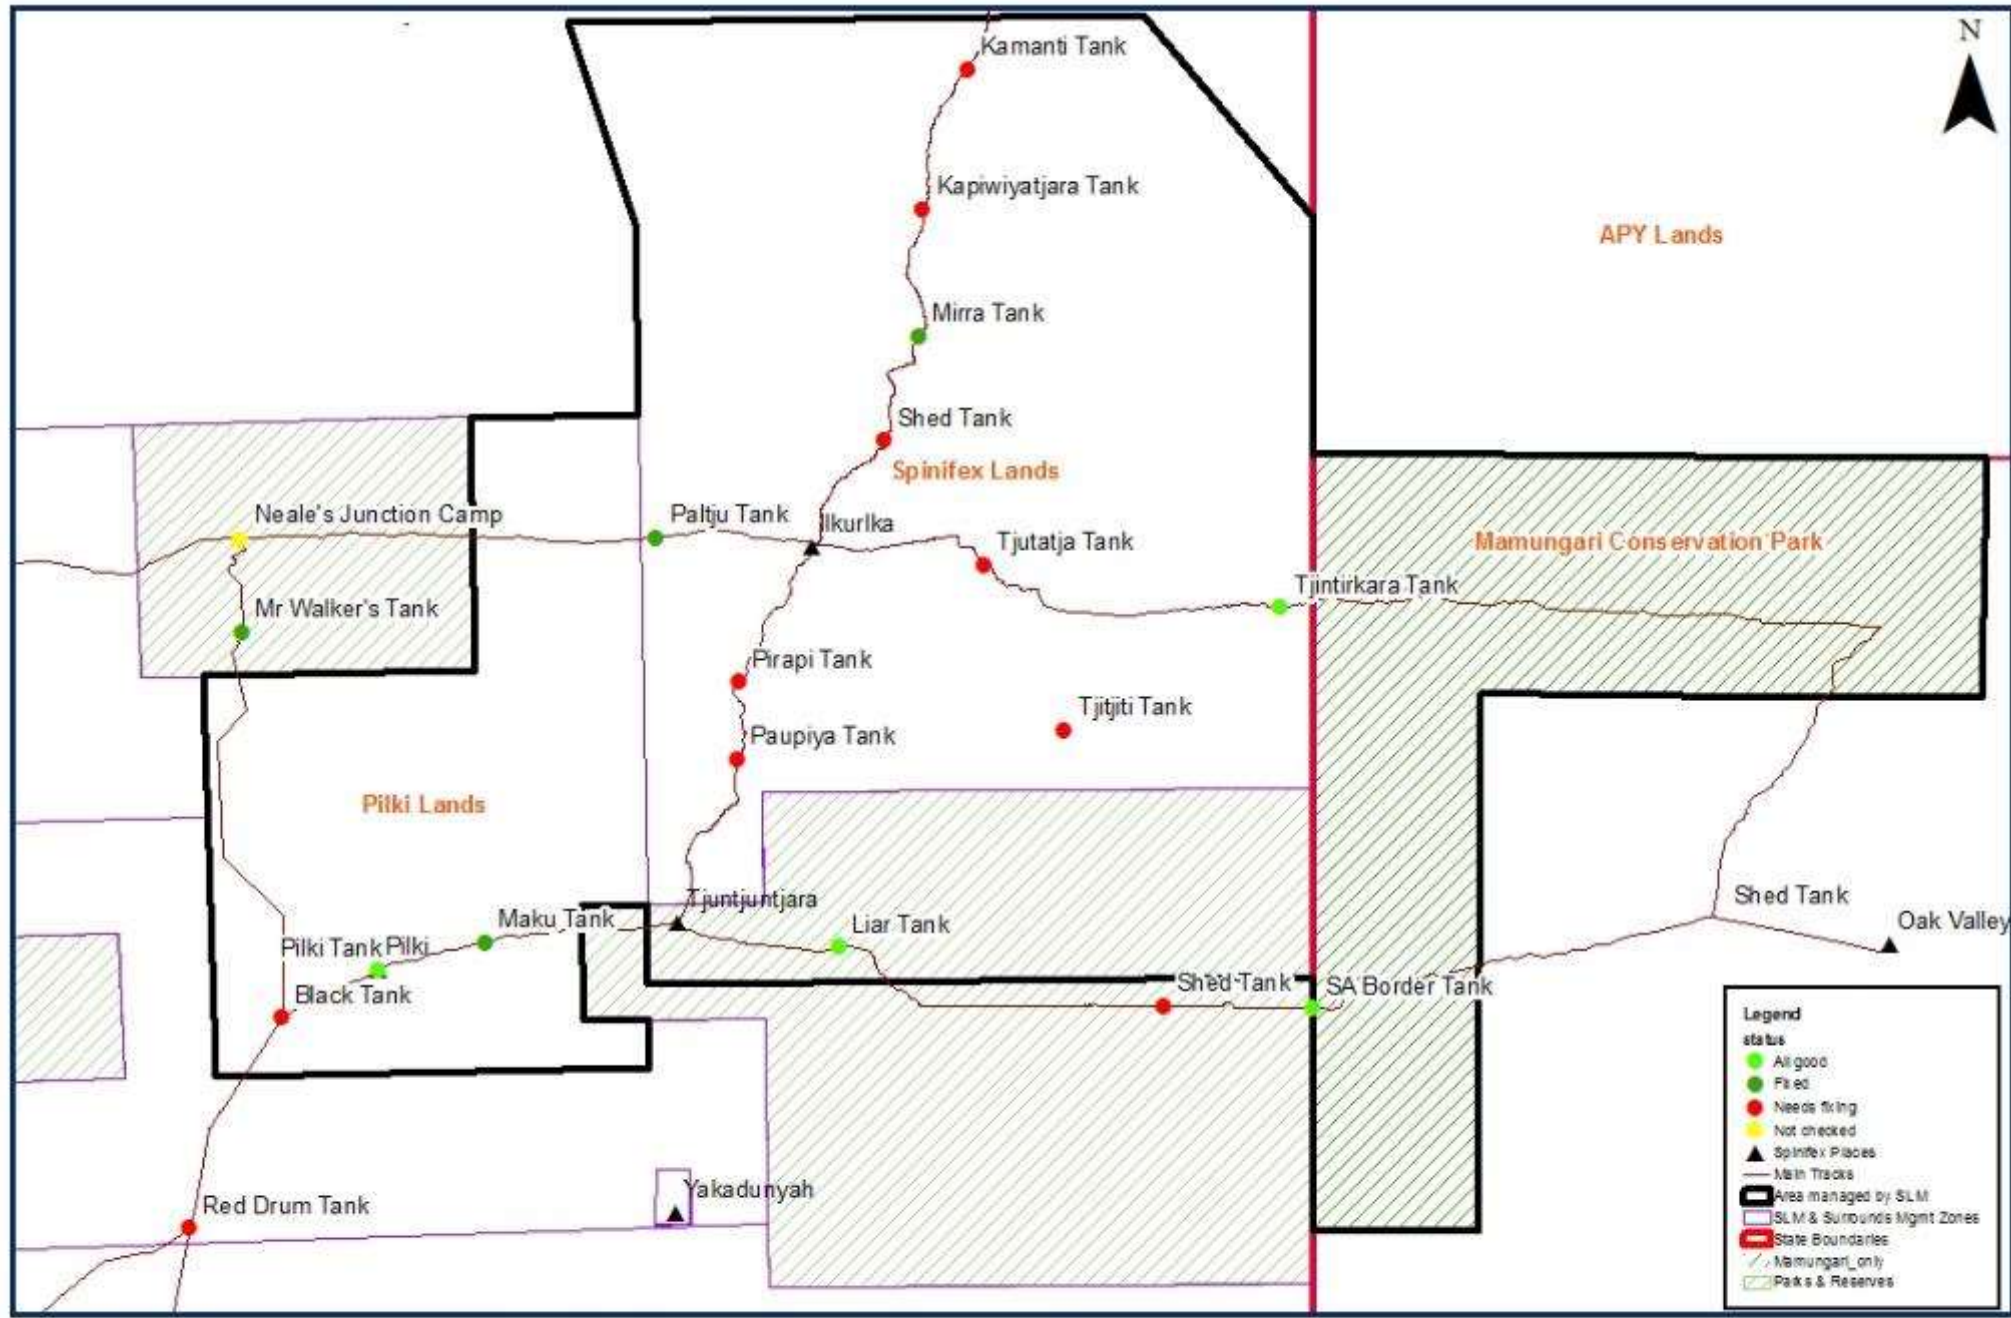 N
Kamanti Tank
Kapiwiyatjara Tank
APY Lands
Mirra Tank
Shed Tank
Spinifex Lands
Neale's Junction Camp
Paltju Tank
Ilkurlka
Tjutatja Tank
Mamungari Conservation Park
Tjintirkara Tank
Mr Walker's Tank
Pirapi Tank
Tjitjiti Tank
Paupiya Tank
Pilki Lands
Tjuntjuntjara
Shed Tank
Maku Tank
Liar Tank
Oak Valley
Pilki Tank
Pilki
Black Tank
Shed Tank
SA Border Tank
Yakadunyah
Red Drum Tank
Legend
status
All good
Fixed
Needs fixing
Not checked
Spinifex Places
Main Tracks
Area managed by SLM
SLM & Surrounds Mgmt Zones
State Boundaries
Mamungari_only
Parks & Reserves